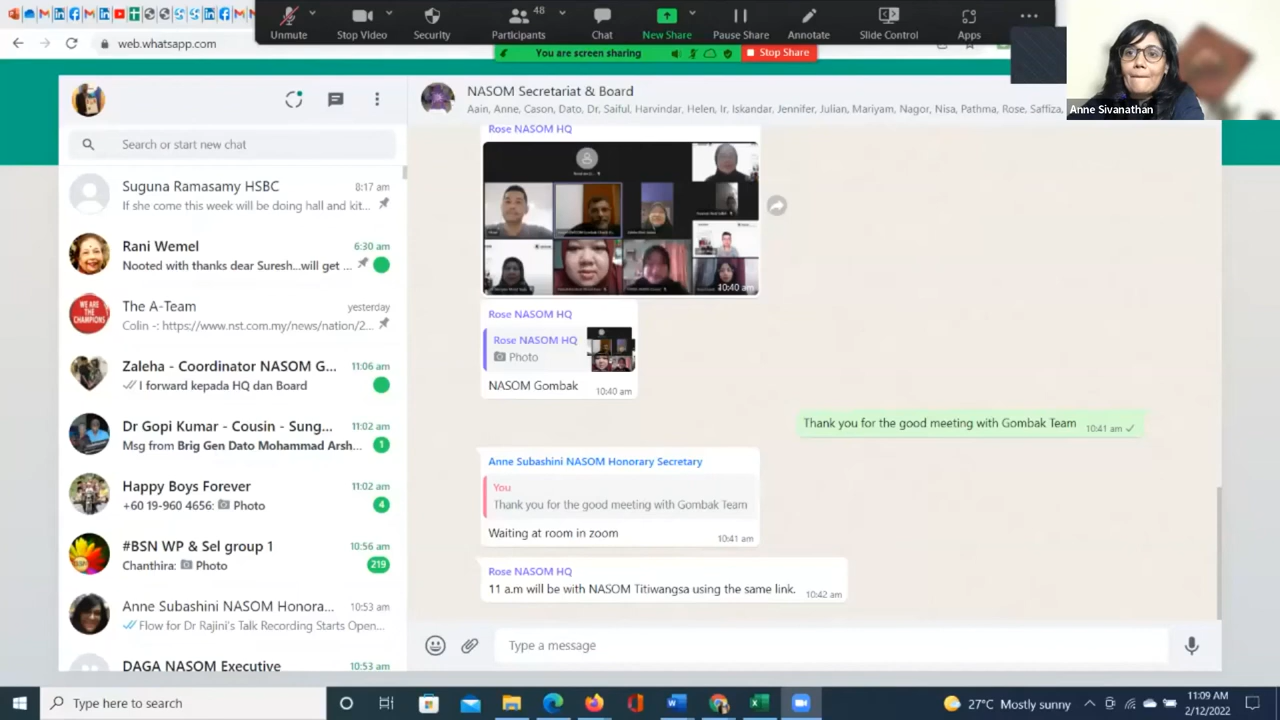 48
Unmute
Stop Video
Security
Participants
Chat
New Share
Pause Share
Annotate
Slide Control
Apps
You are screen sharing
Stop Share
web.whatsapp.com
Anne Sivanathan
NASOM Secretariat & Board
Aain, Anne, Cason, Dato, Dr, Saiful, Harvindar, Helen, Ir, Iskandar, Jennifer, Julian, Mariyam, Nagor, Nisa, Pathma, Rose, Saffiza,
Search or start new chat
Suguna Ramasamy HSBC
8:17 am
If she come this week will be doing hall and kit...
Rani Wemel
6:30 am
Nooted with thanks dear Suresh...will get ...
WE ARE
THE
CHAMPIONS
The A-Team
yesterday
Colin -: https://www.nst.com.my/news/nation/2...
Zaleha - Coordinator NASOM G...
11:06 am
I forward kepada HQ dan Board
Dr Gopi Kumar - Cousin - Sung...
11:02 am
Msg from Brig Gen Dato Mohammad Arsh...
1
Happy Boys Forever
11:02 am
+60 19-960 4656: Photo
4
#BSN WP & Sel group 1
10:56 am
Chanthira: Photo
219
Anne Subashini NASOM Honora...
10:53 am
Flow for Dr Rajini's Talk Recording Starts Open...
DAGA NASOM Executive
10:53 am
Rose NASOM HQ
10:40 am
Rose NASOM HQ
Rose NASOM HQ
Photo
NASOM Gombak
10:40 am
Thank you for the good meeting with Gombak Team
10:41 am
Anne Subashini NASOM Honorary Secretary
You
Thank you for the good meeting with Gombak Team
Waiting at room in zoom
10:41 am
Rose NASOM HQ
11 a.m will be with NASOM Titiwangsa using the same link.
10:42 am
Type a message
Type here to search
27°C Mostly sunny
11:09 AM
2/12/2022